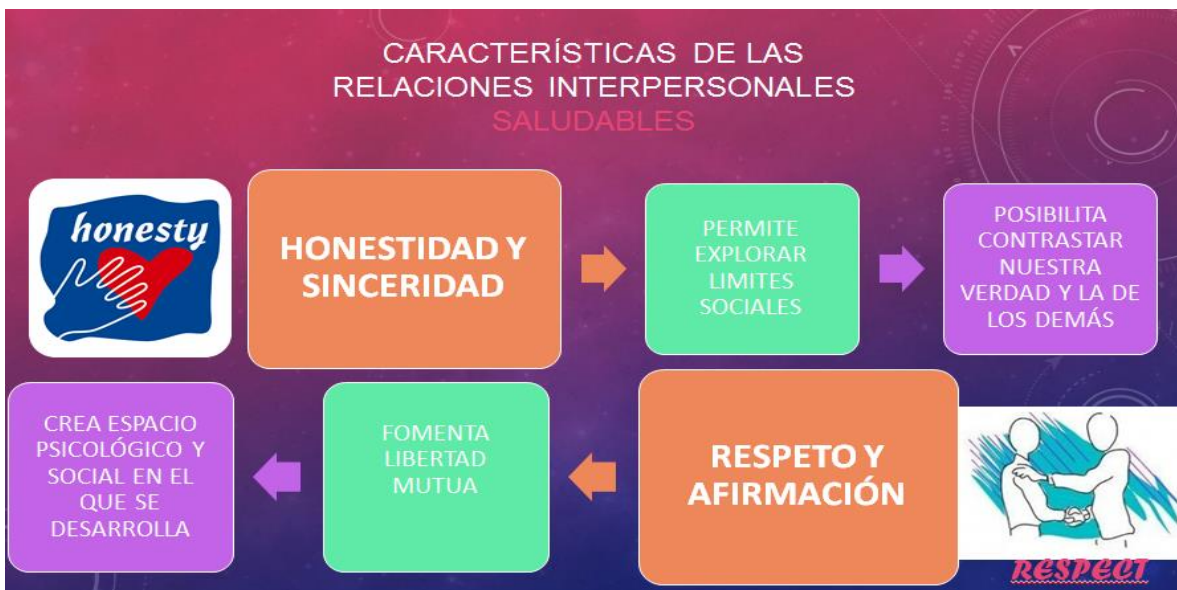 CARACTERÍSTICAS DE LAS
RELACIONES INTERPERSONALES
SALUDABLES
honesty
HONESTIDAD Y
SINCERIDAD
PERMITE
EXPLORAR
LIMITES
SOCIALES
POSIBILITA
CONTRASTAR
NUESTRA
VERDAD Y LA DE
LOS DEMÁS
CREA ESPACIO
PSICOLÓGICO Y
SOCIAL EN EL
QUE SE
DESARROLLA
FOMENTA
LIBERTAD
MUTUA
RESPETO Y
AFIRMACIÓN
RESPECT